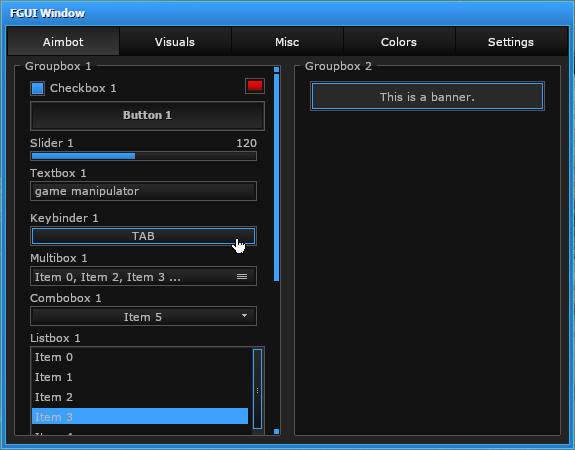 FGUI Window
Aimbot Visuals Misc Colors Settings
Groupbox 1
Checkbox 1
Button 1
Slider 1 120
Textbox 1
game manipulator
Keybinder 1
TAB
Multibox 1
Item 0, Item 2, Item 3 ...
Combobox 1
Item 5
Listbox 1
Item 0
Item 1
Item 2
Item 3
Groupbox 2
This is a banner.